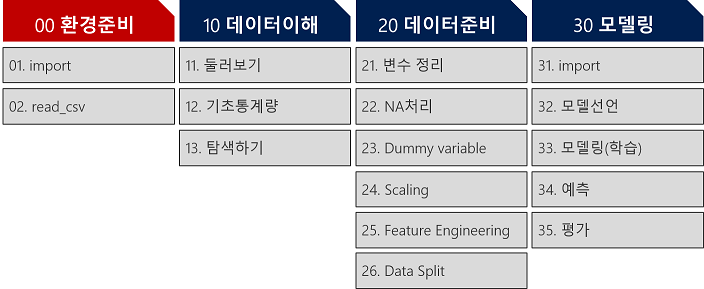 00 환경준비
01. import
02. read_csv
10 데이터이해
11. 둘러보기
12. 기초통계량
13. 탐색하기
20 데이터준비
21. 변수 정리
22. NA처리
23. Dummy variable
24. Scaling
25. Feature Engineering
26. Data Split
30 모델링
31. import
32. 모델선언
33. 모델링(학습)
34. 예측
35. 평가